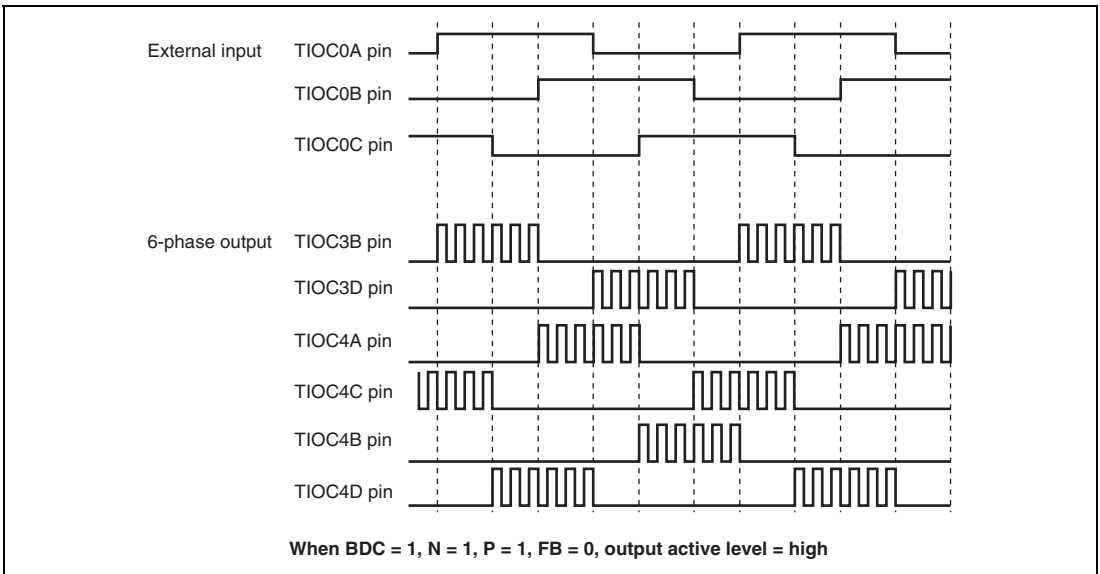 External input TIOC0A pin
TIOC0B pin
TIOC0C pin
6-phase output TIOC3B pin
TIOC3D pin
TIOC4A pin
TIOC4C pin
TIOC4B pin
TIOC4D pin
When BDC = 1, N = 1, P = 1, FB = 0, output active level = high